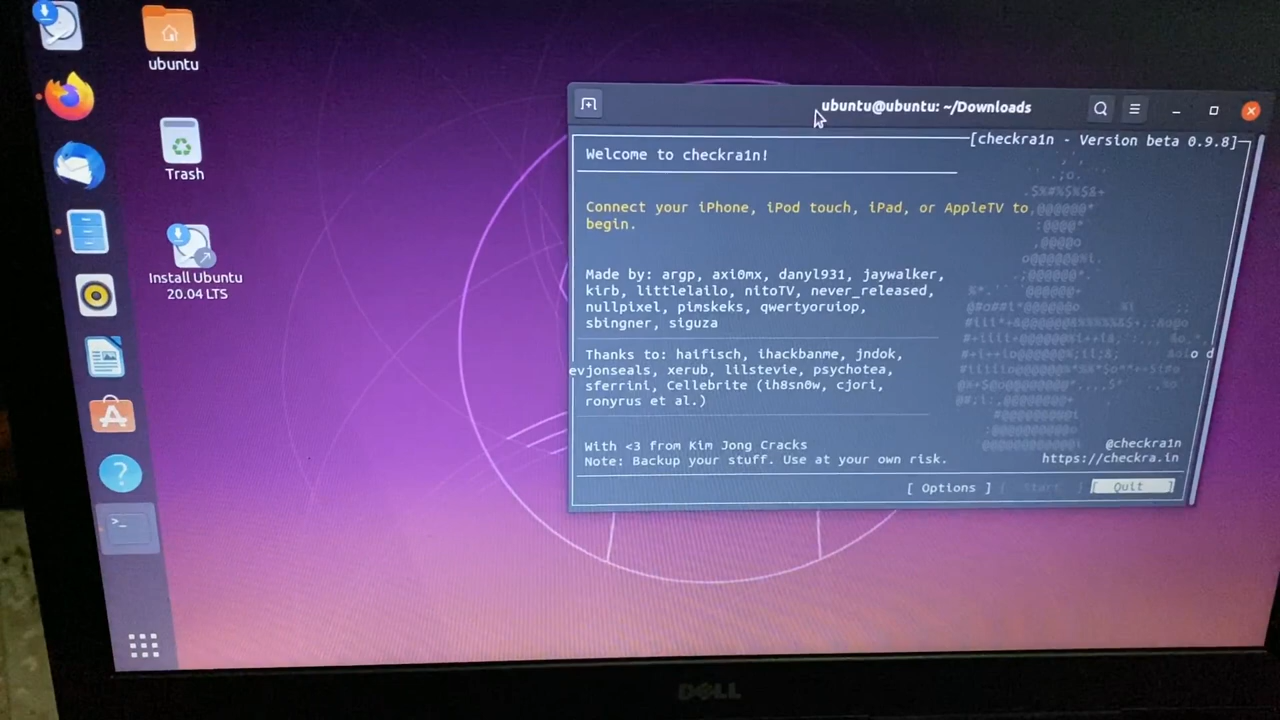 ubuntu
Trash
Install Ubuntu
20.04 LTS
ubuntu@ubuntu: ~/Downloads
[checkra1n - Version beta 0.9.8]
Welcome to checkra1n!
Connect your iPhone, iPod touch, iPad, or AppleTV to
begin.
Made by: argp, axi0mx, danyl931, jaywalker,
kirb, littlelailo, nitoTV, never_released,
nullpixel, pimskeks, qwertyoruiop,
sbingner, siguza
Thanks to: haifisch, ihackbanme, jndok,
evjonseals, xerub, lilstevie, psychotea,
sferrini, Cellebrite (ih8sn0w, cjori,
ronyrus et al.)
With <3 from Kim Jong Cracks
Note: Backup your stuff. Use at your own risk.
@checkra1n
https://checkra.in
[ Options ] [ Start ] [ Quit ]
DELL